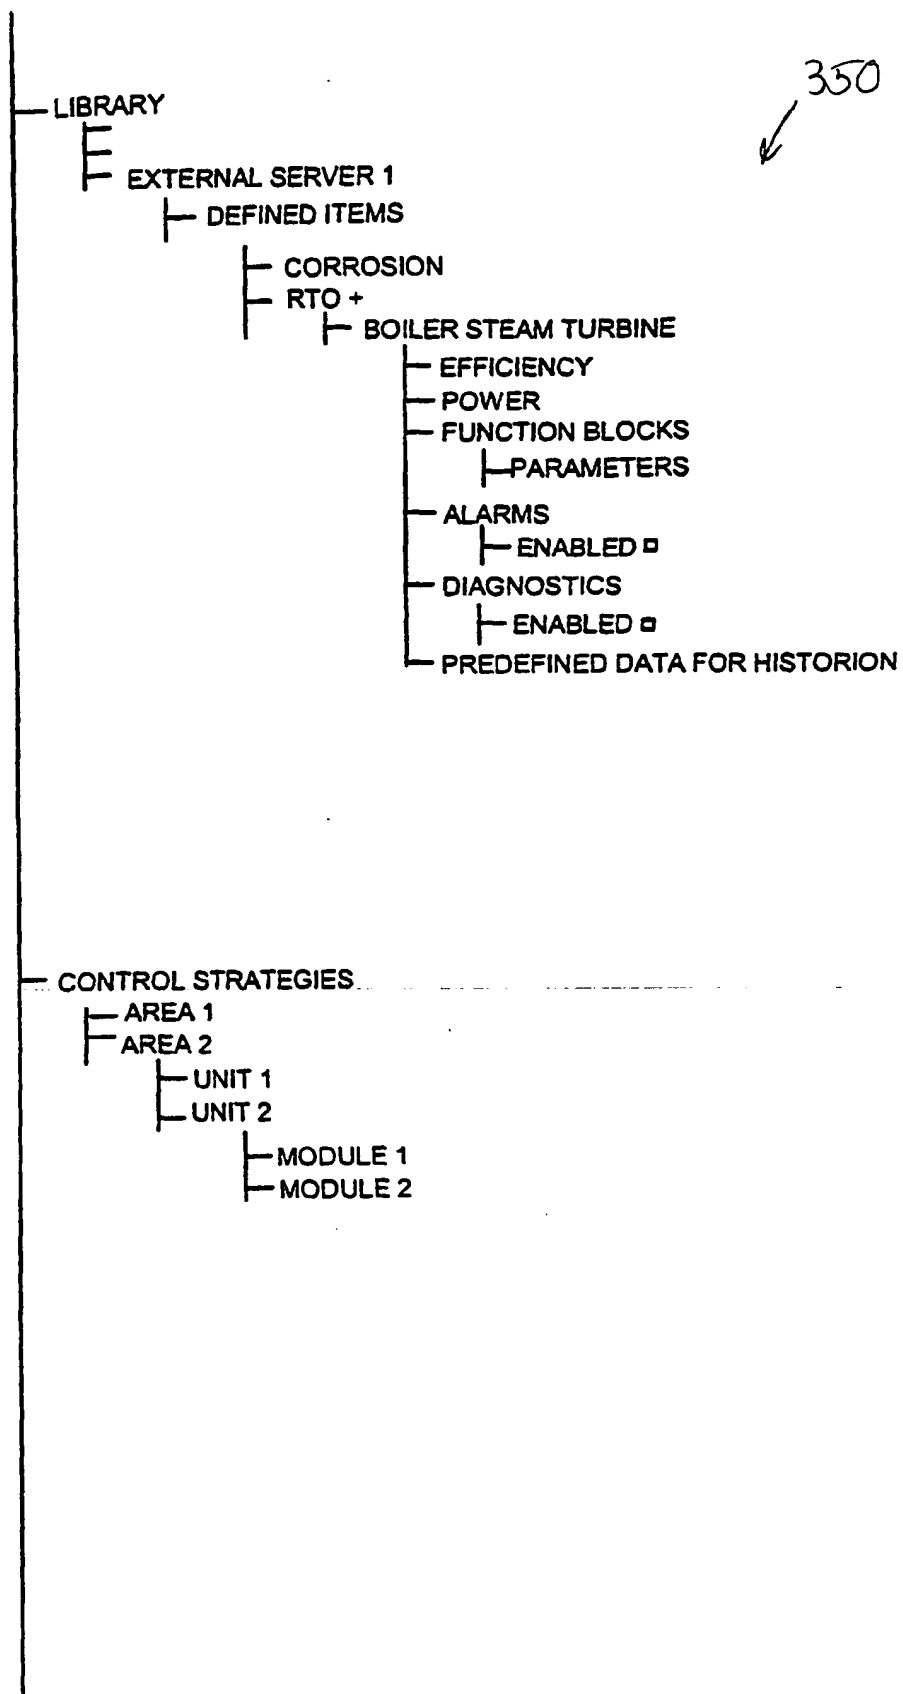 350
LIBRARY
EXTERNAL SERVER 1
DEFINED ITEMS
CORROSION
RTO +
BOILER STEAM TURBINE
EFFICIENCY
POWER
FUNCTION BLOCKS
PARAMETERS
ALARMS
ENABLED
DIAGNOSTICS
ENABLED
PREDEFINED DATA FOR HISTORION
CONTROL STRATEGIES
AREA 1
AREA 2
UNIT 1
UNIT 2
MODULE 1
MODULE 2